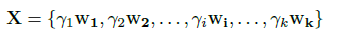 X = {γ₁w₁, γ₂w₂, . . . , γᵢwᵢ, . . . , γₖwₖ}